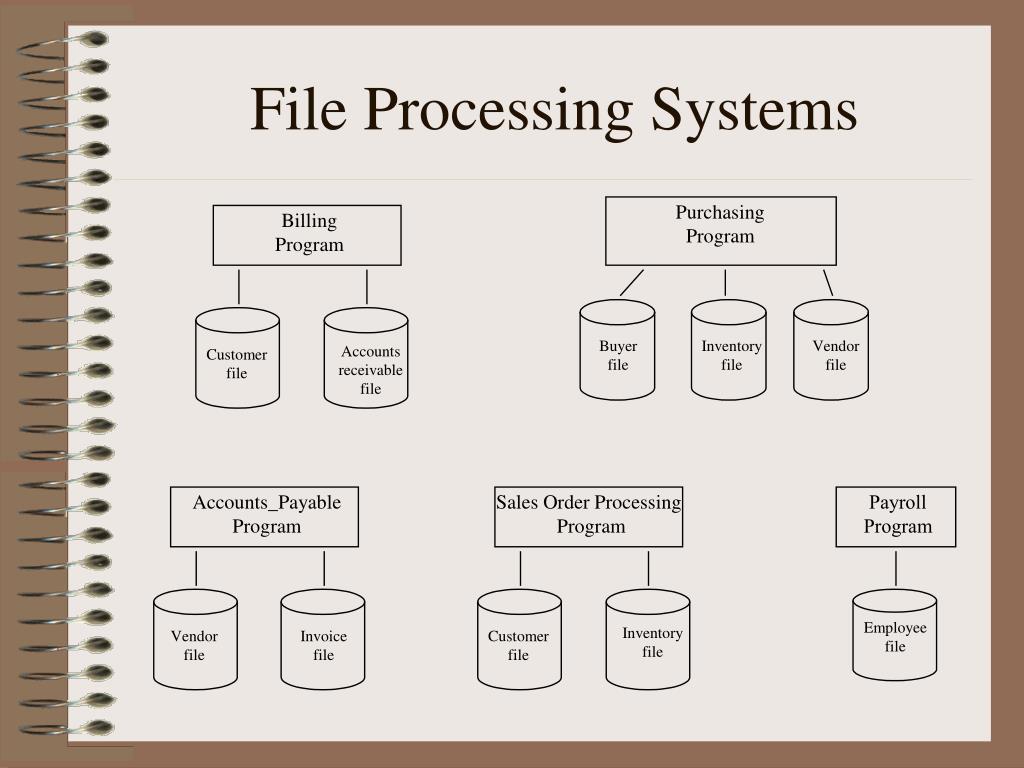 File Processing Systems
Billing
Program
Purchasing
Program
Customer
file
Accounts
receivable
file
Buyer
file
Inventory
file
Vendor
file
Accounts_Payable
Program
Sales Order Processing
Program
Payroll
Program
Vendor
file
Invoice
file
Customer
file
Inventory
file
Employee
file